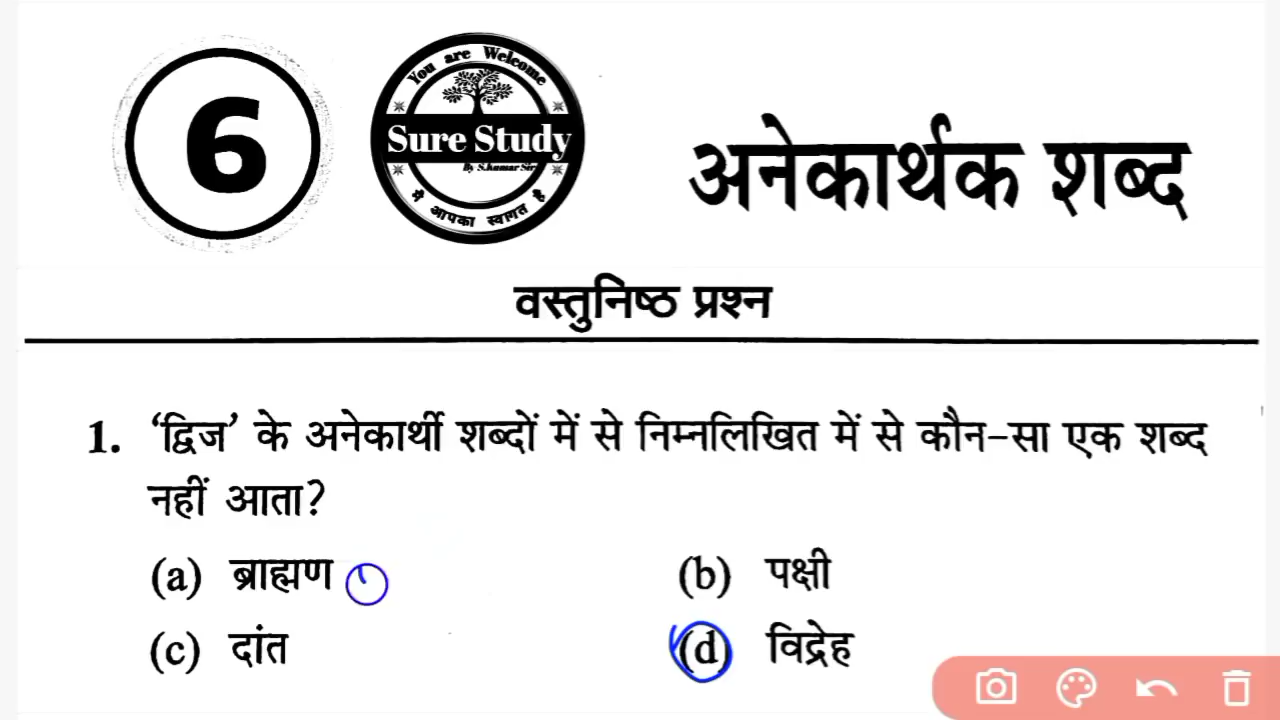 6
You are Welcome
Sure Study
By S.Kumar Sir
में आपका स्वागत है
अनेकार्थक शब्द
वस्तुनिष्ठ प्रश्न
1. ‘द्विज’ के अनेकार्थी शब्दों में से निम्नलिखित में से कौन-सा एक शब्द
नहीं आता?
(a) ब्राह्मण (b) पक्षी
(c) दांत (d) विद्रेह